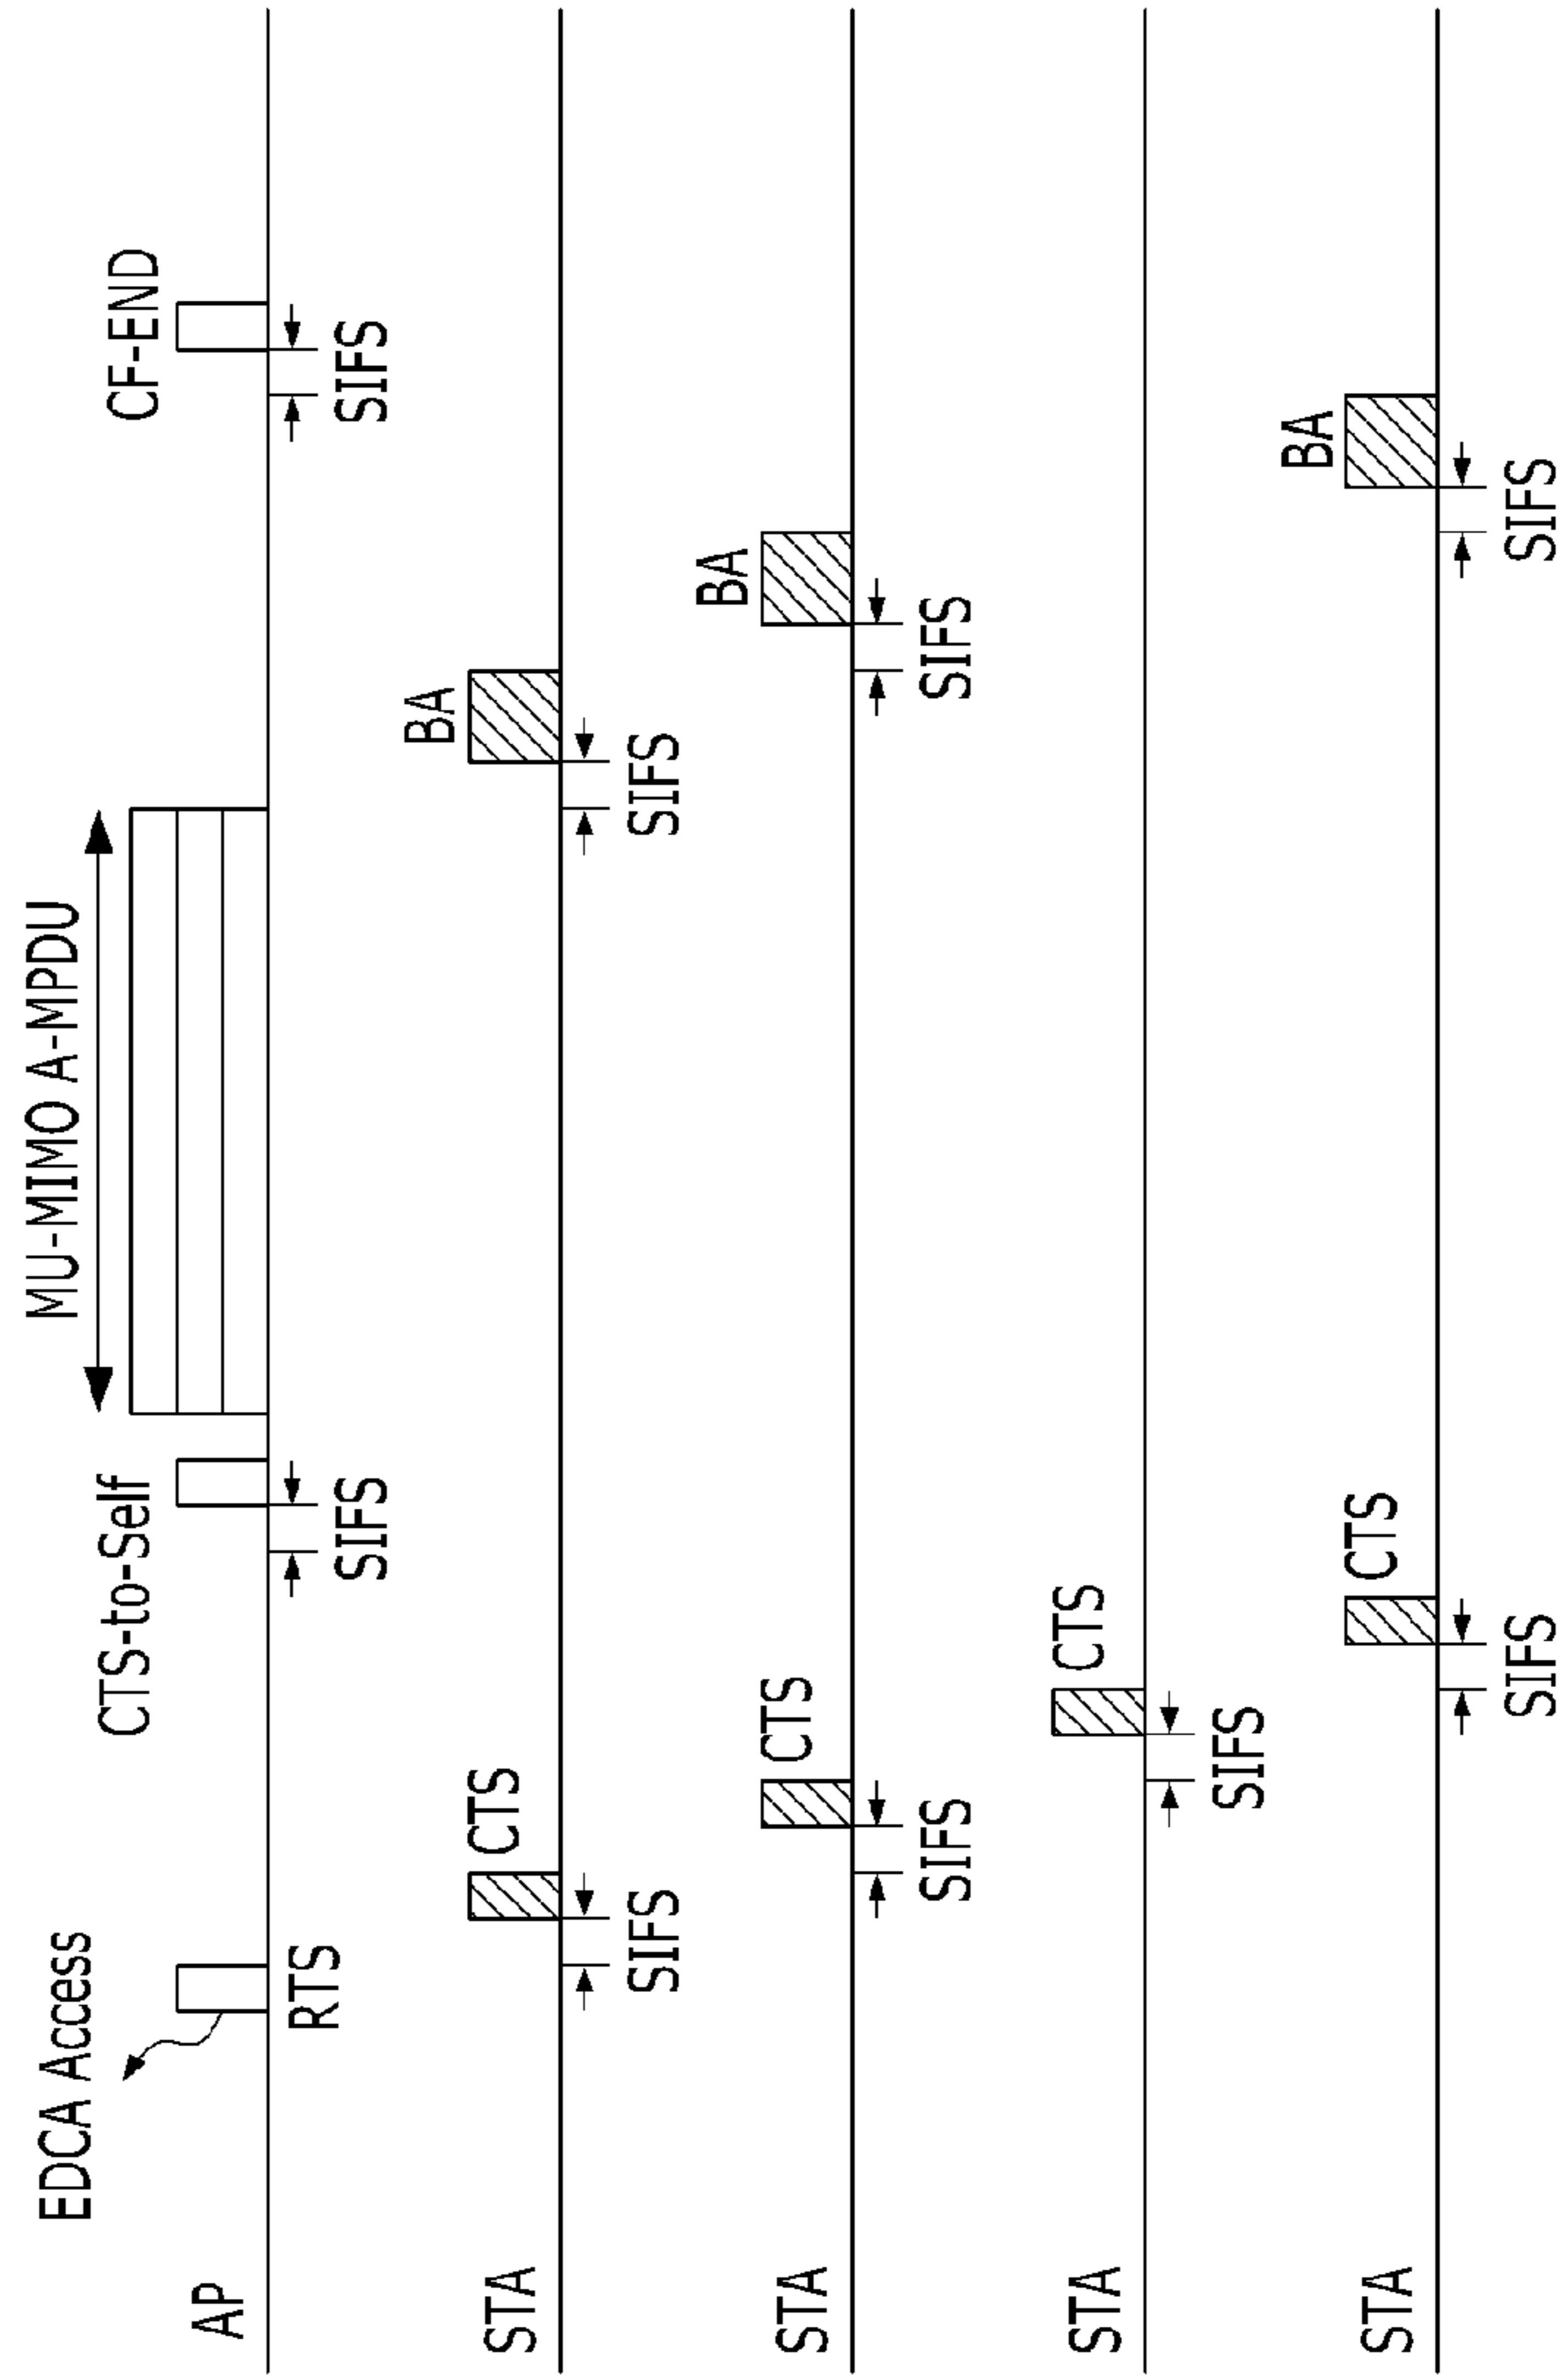 EDCA Access
CTS-to-Self
MU-MIMO A-MPDU
CF-END
AP
RTS
SIFS
SIFS
STA
CTS
BA
SIFS
SIFS
STA
CTS
BA
SIFS
SIFS
STA
CTS
SIFS
STA
CTS
BA
SIFS
SIFS